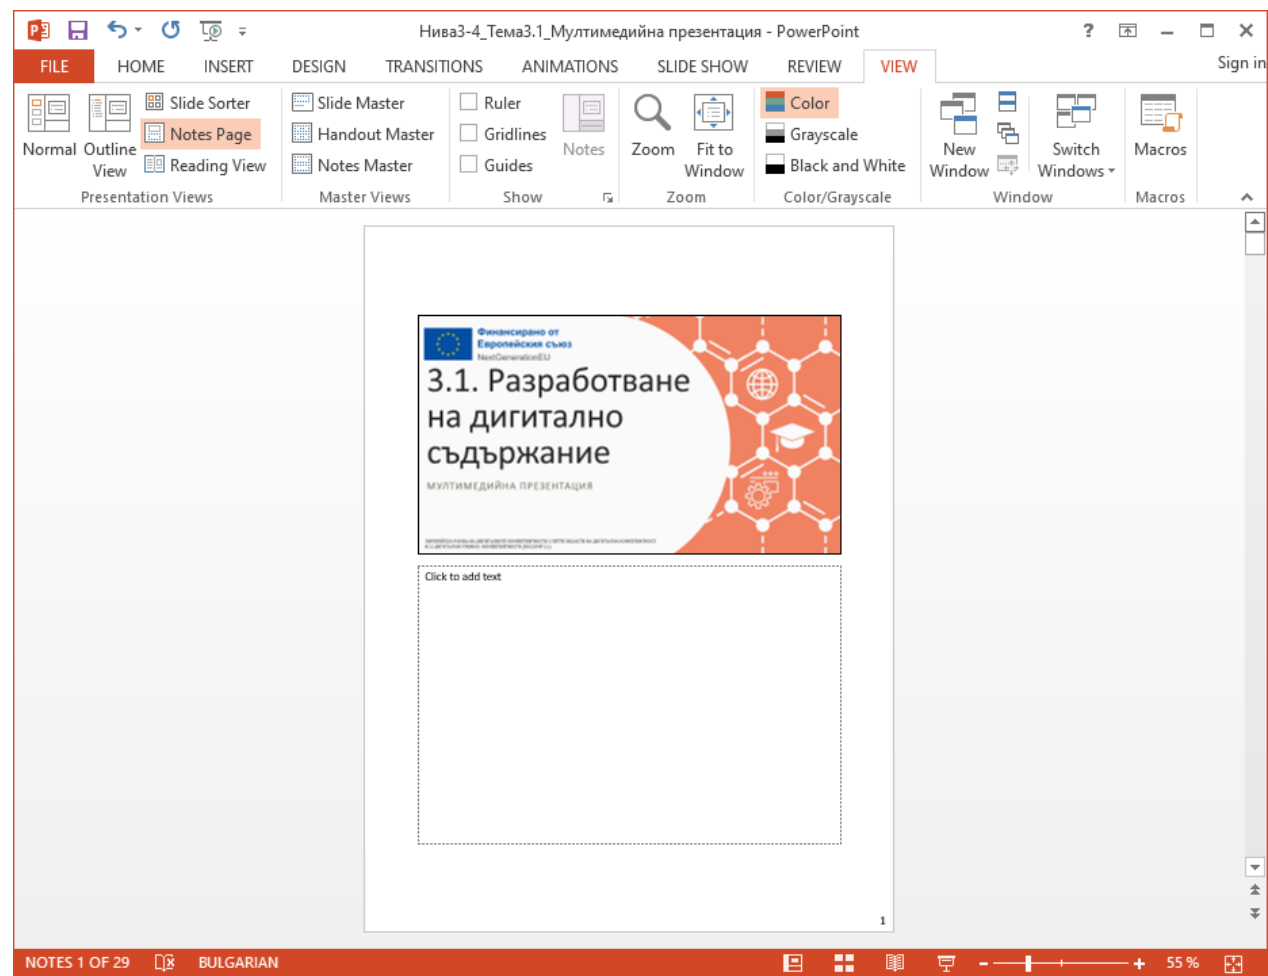 Нива3-4_Тема3.1_Мултимедийна презентация - PowerPoint
?
FILE HOME INSERT DESIGN TRANSITIONS ANIMATIONS SLIDE SHOW REVIEW VIEW Sign in
Normal
Outline View
Slide Sorter
Notes Page
Reading View
Presentation Views
Slide Master
Handout Master
Notes Master
Master Views
Ruler
Gridlines
Guides
Notes
Show
Zoom
Fit to Window
Zoom
Color
Grayscale
Black and White
Color/Grayscale
New Window
Switch Windows
Window
Macros
Macros
Финансирано от
Европейския съюз
NextGenerationEU
3.1. Разработване
на дигитално
съдържание
МУЛТИМЕДИЙНА ПРЕЗЕНТАЦИЯ
Click to add text
1
NOTES 1 OF 29 BULGARIAN 55 %